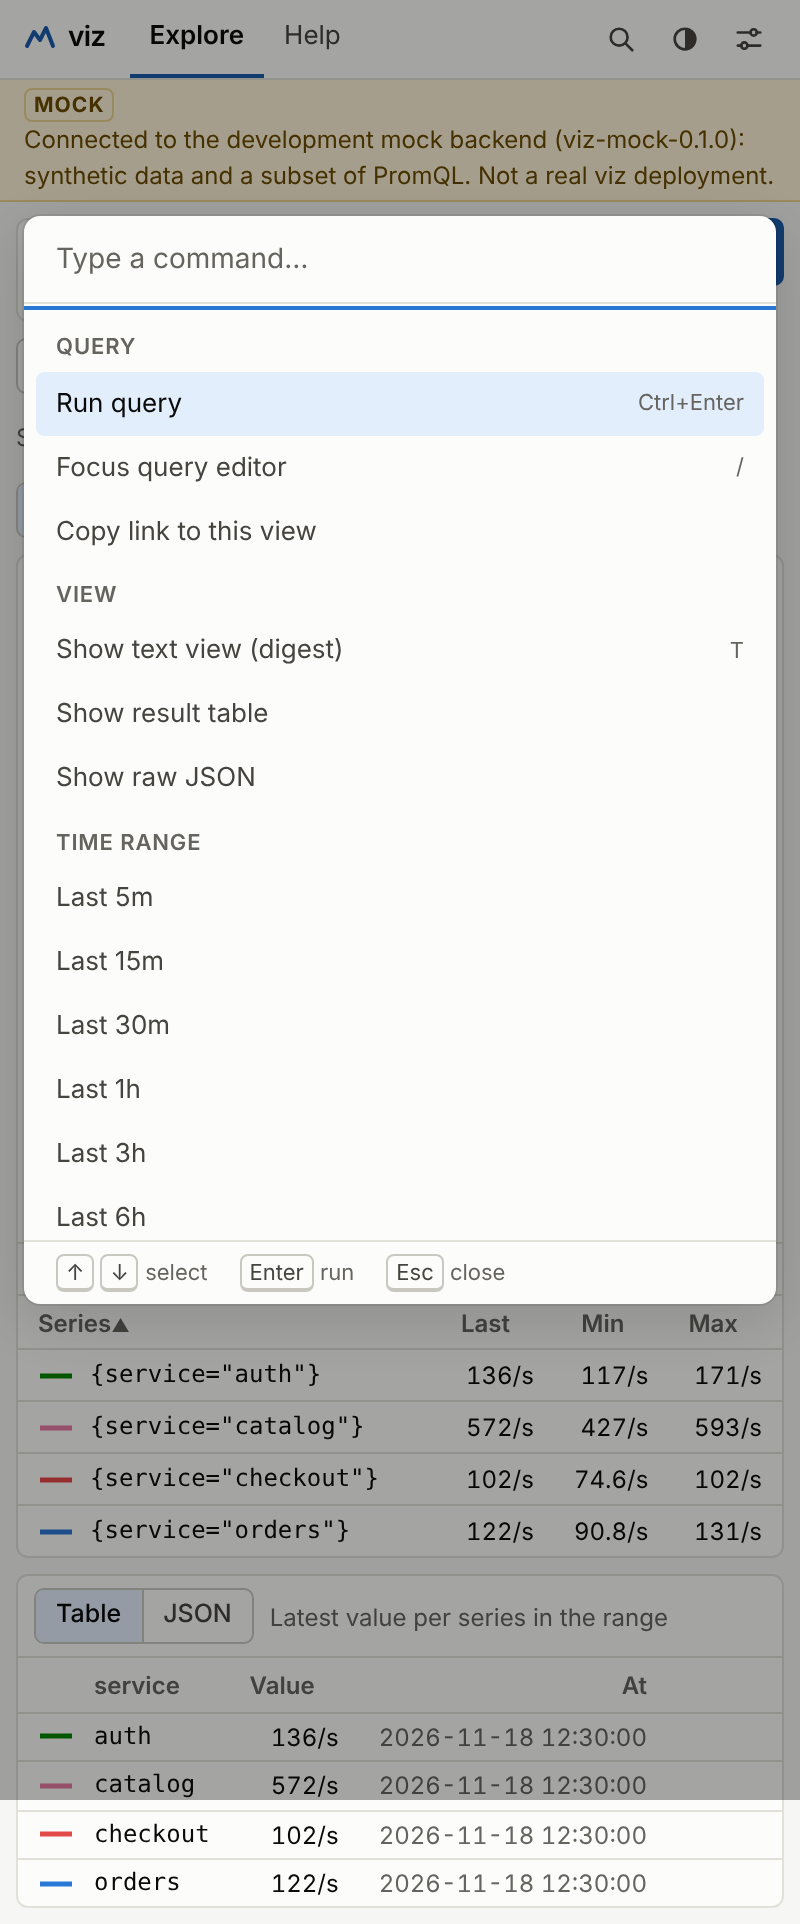 viz Explore Help
MOCK
Connected to the development mock backend (viz-mock-0.1.0):
synthetic data and a subset of PromQL. Not a real viz deployment.
Type a command...
QUERY
Run query Ctrl+Enter
Focus query editor /
Copy link to this view
VIEW
Show text view (digest) T
Show result table
Show raw JSON
TIME RANGE
Last 5m
Last 15m
Last 30m
Last 1h
Last 3h
Last 6h
↑ ↓ select Enter run Esc close
Series▲ Last Min Max
{service="auth"} 136/s 117/s 171/s
{service="catalog"} 572/s 427/s 593/s
{service="checkout"} 102/s 74.6/s 102/s
{service="orders"} 122/s 90.8/s 131/s
Table JSON Latest value per series in the range
service Value At
auth 136/s 2026-11-18 12:30:00
catalog 572/s 2026-11-18 12:30:00
checkout 102/s 2026-11-18 12:30:00
orders 122/s 2026-11-18 12:30:00